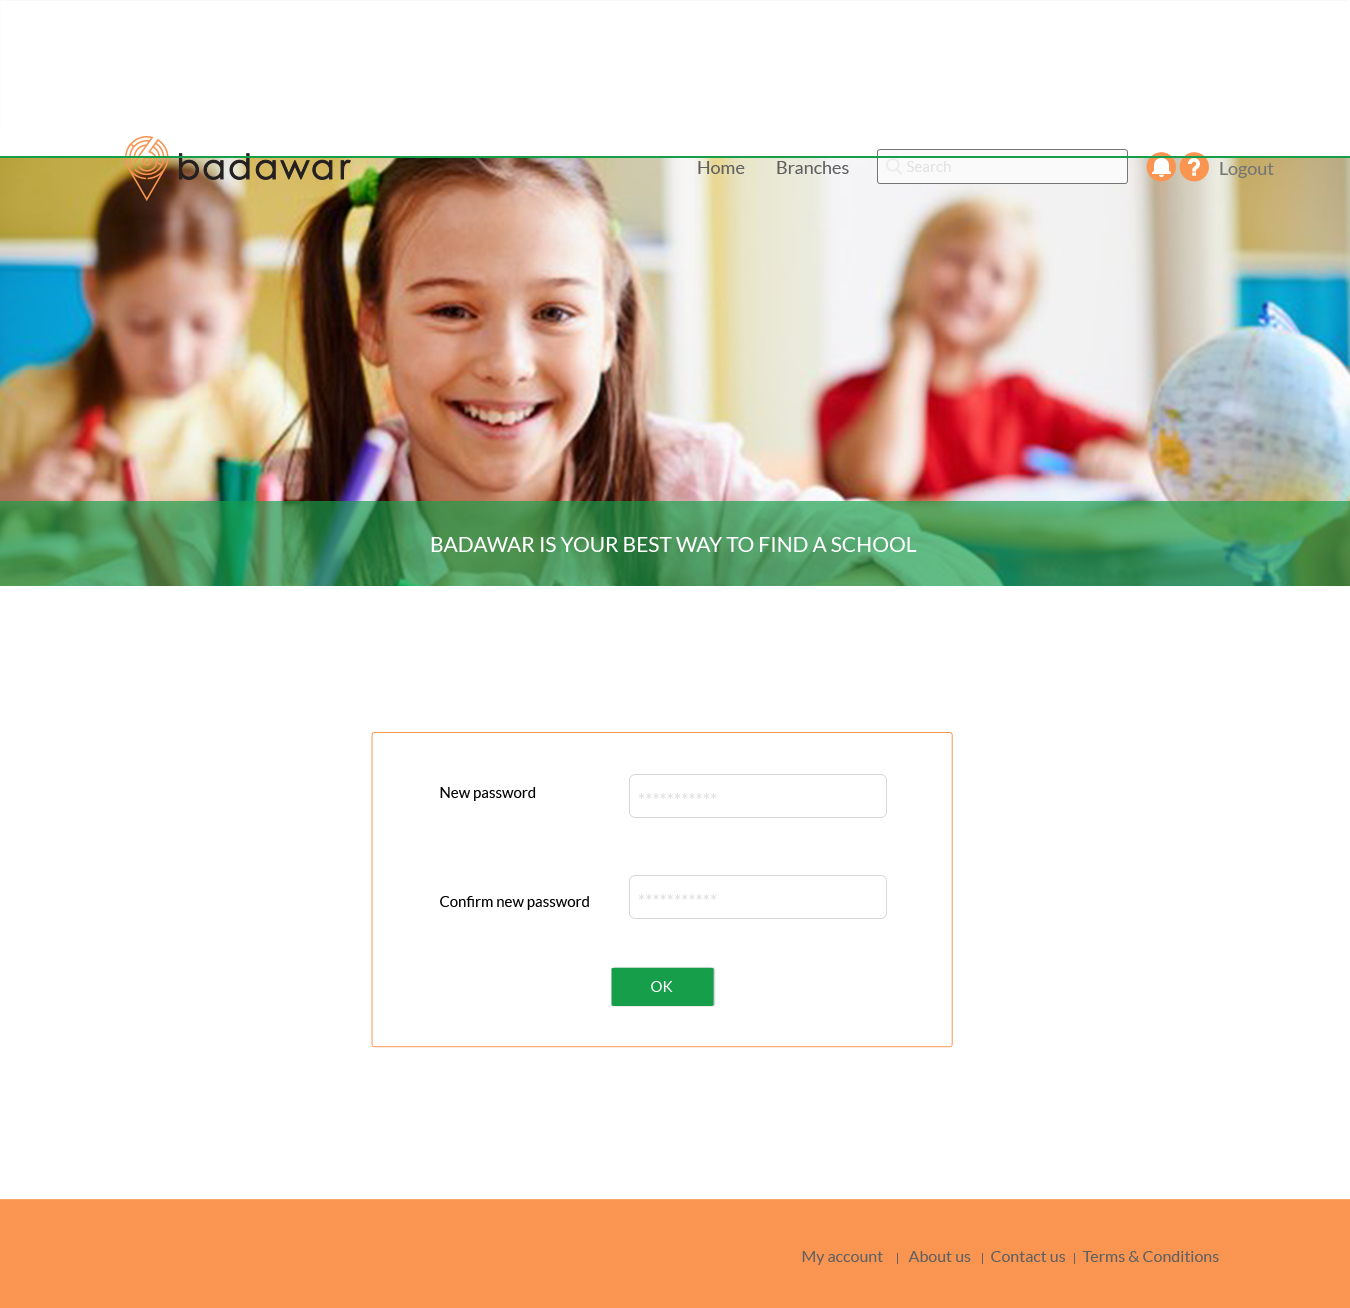 badawar
Home
Branches
Search
?
Logout
BADAWAR IS YOUR BEST WAY TO FIND A SCHOOL
New password
***********
Confirm new password
***********
OK
My account | About us | Contact us | Terms & Conditions